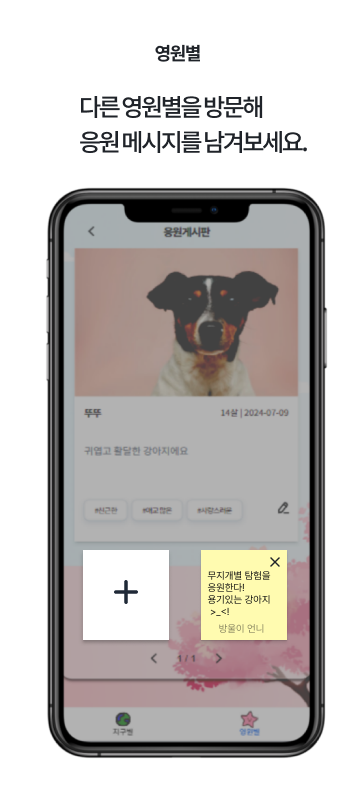 영원별
다른 영원별을 방문해
응원 메시지를 남겨보세요.
응원게시판
뚜뚜
14살 | 2024-07-09
귀엽고 활달한 강아지에요
#애교많은
#사랑스러운
무지개별 탐험을
응원한다!
용기있는 강아지
>_<!
방울이 언니
1 / 1
지구별
영원별